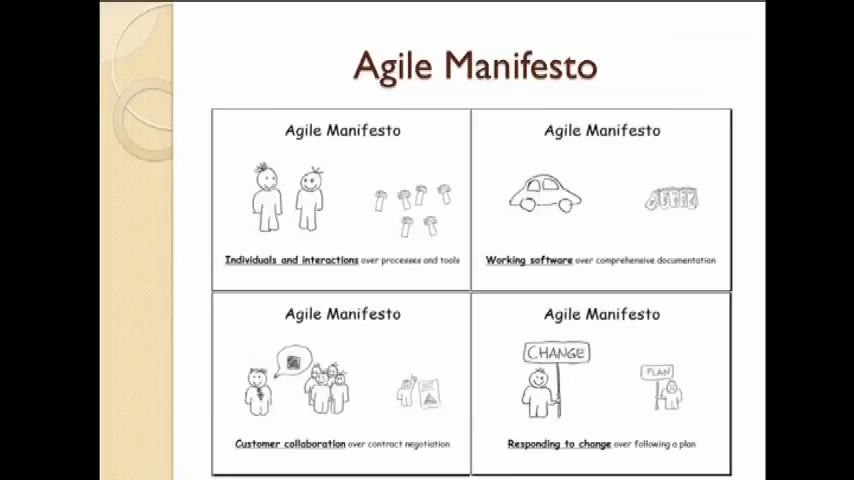 Agile Manifesto
Agile Manifesto
Individuals and interactions over processes and tools
Agile Manifesto
Working software over comprehensive documentation
Agile Manifesto
Customer collaboration over contract negotiation
Agile Manifesto
CHANGE
PLAN
Responding to change over following a plan